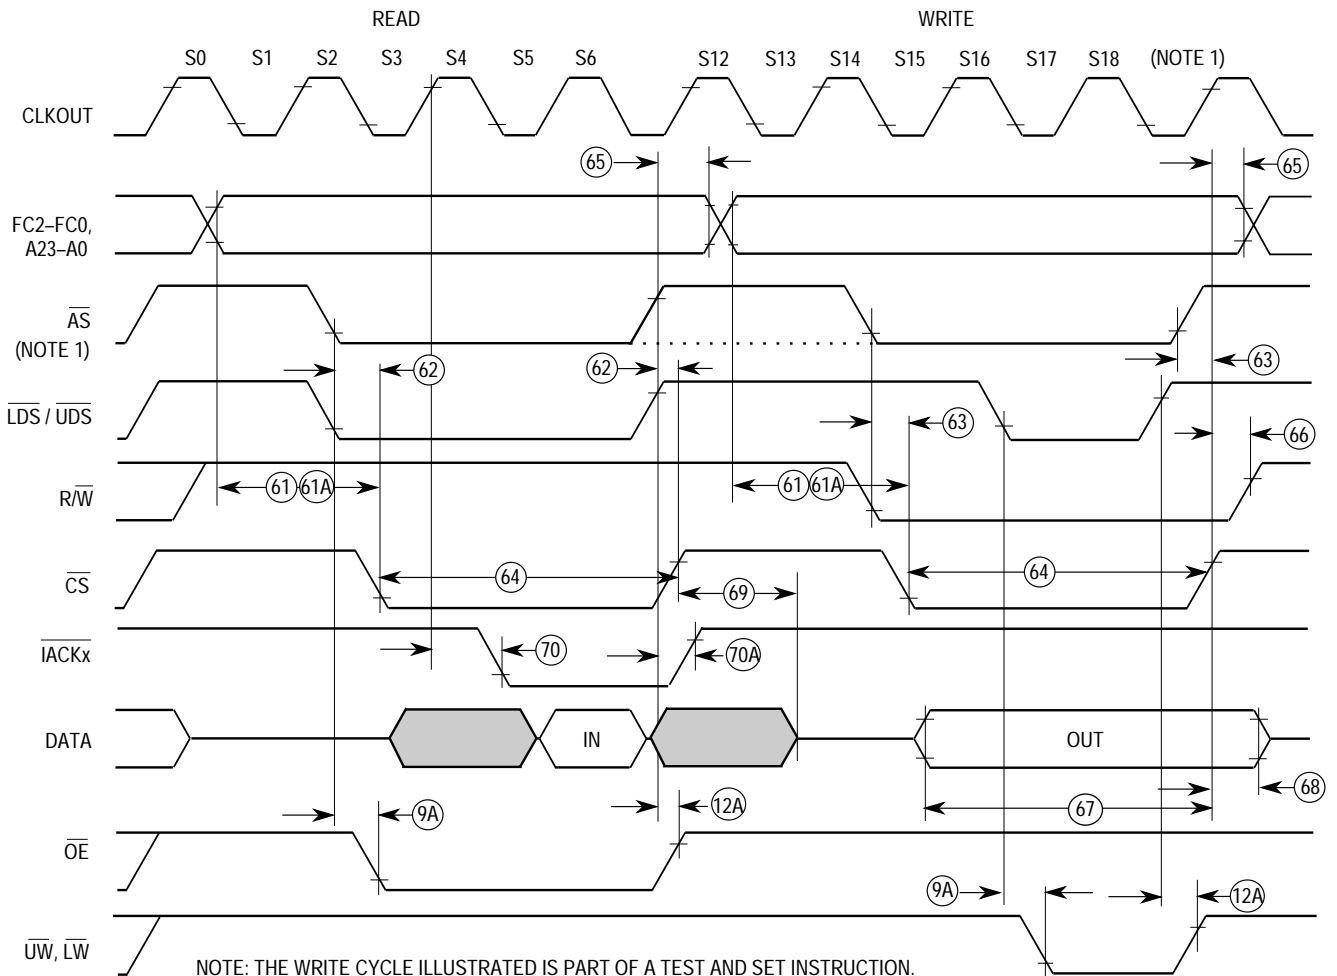 READ WRITE
S0 S1 S2 S3 S4 S5 S6 S12 S13 S14 S15 S16 S17 S18 (NOTE 1)
CLKOUT
65 65
FC2–FC0,
A23–A0
AS
(NOTE 1)
62 62 63
LDS / UDS
63 66
61 61A 61 61A
R/W
CS
64 64
69
IACKx
70 70A
DATA IN OUT
68
67
9A 12A
OE
9A 12A
UW, LW
NOTE: THE WRITE CYCLE ILLUSTRATED IS PART OF A TEST AND SET INSTRUCTION.